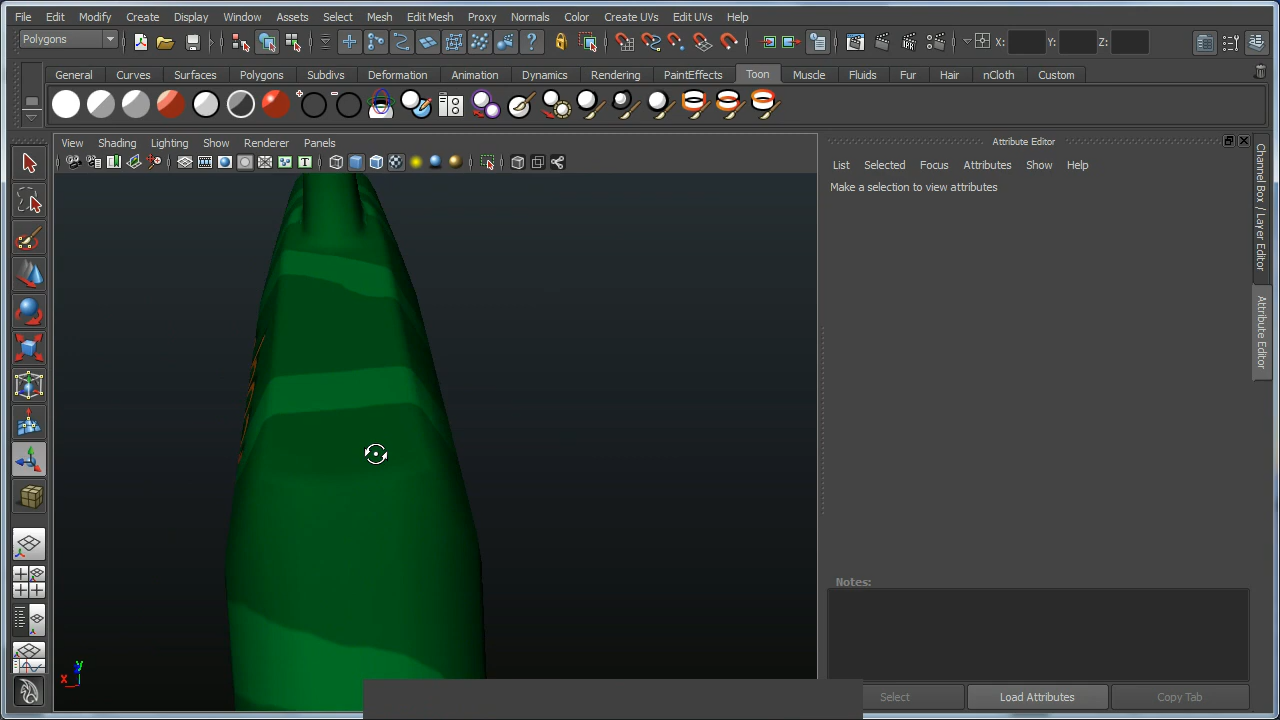 File Edit Modify Create Display Window Assets Select Mesh Edit Mesh Proxy Normals Color Create UVs Edit UVs Help
Polygons X: Y: Z:
General Curves Surfaces Polygons Subdivs Deformation Animation Dynamics Rendering PaintEffects Toon Muscle Fluids Fur Hair nCloth Custom
View Shading Lighting Show Renderer Panels
Attribute Editor
List Selected Focus Attributes Show Help
Make a selection to view attributes
Channel Box / Layer Editor
Attribute Editor
Notes:
Select Load Attributes Copy Tab
y
x